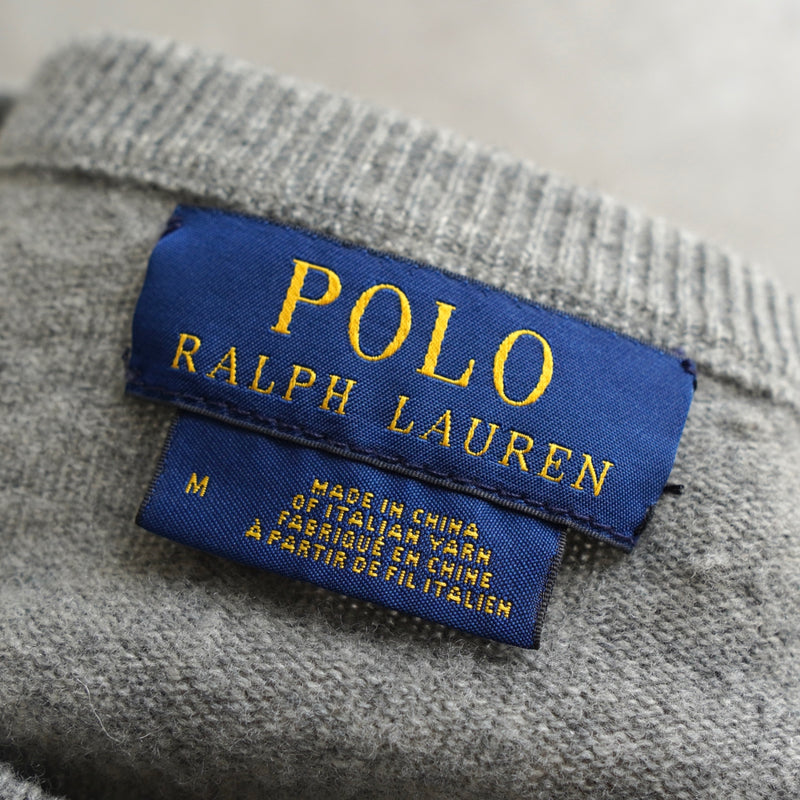 POLO
RALPH LAUREN
M
MADE IN CHINA
OF ITALIAN YARN
FABRIQUÉ EN CHINE
À PARTIR DE FIL ITALIEN